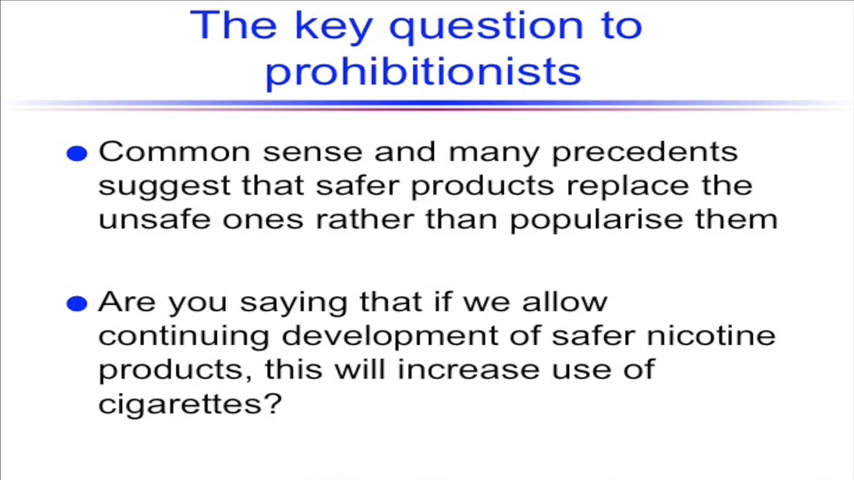 The key question to
prohibitionists
Common sense and many precedents
suggest that safer products replace the
unsafe ones rather than popularise them
Are you saying that if we allow
continuing development of safer nicotine
products, this will increase use of
cigarettes?